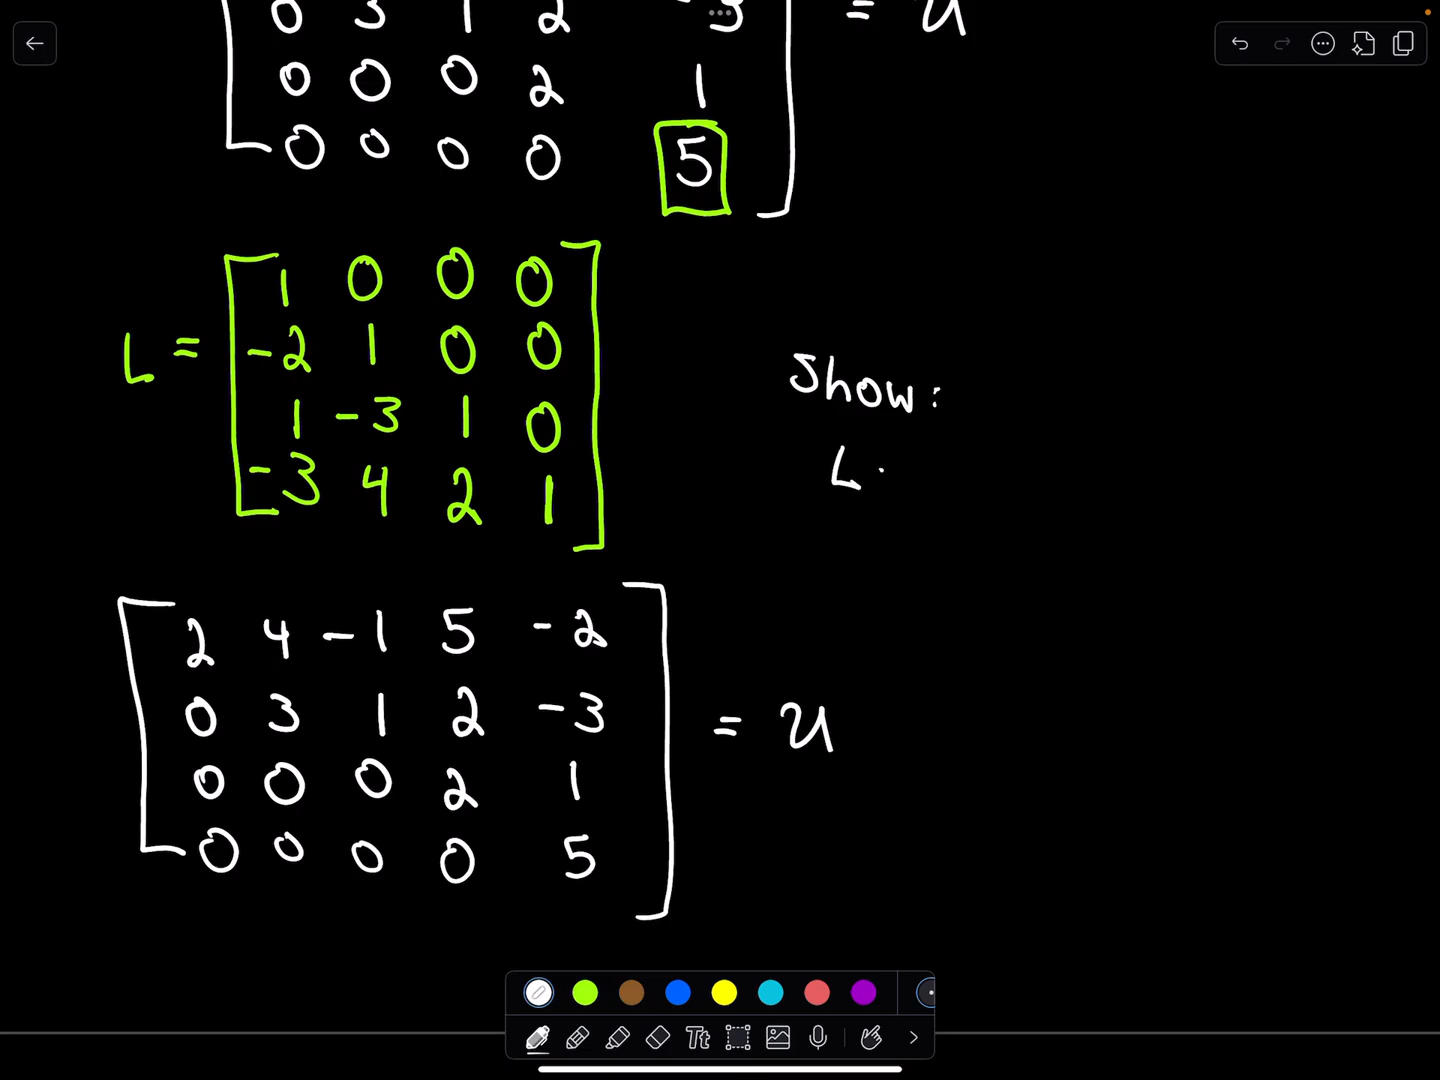 0 3 1 2 -3 = U
0 0 0 2 1
0 0 0 0 5
L = 1 0 0 0
-2 1 0 0
1 -3 1 0
-3 4 2 1
Show:
L ·
2 4 -1 5 -2
0 3 1 2 -3
0 0 0 2 1
0 0 0 0 5
= U
Tt